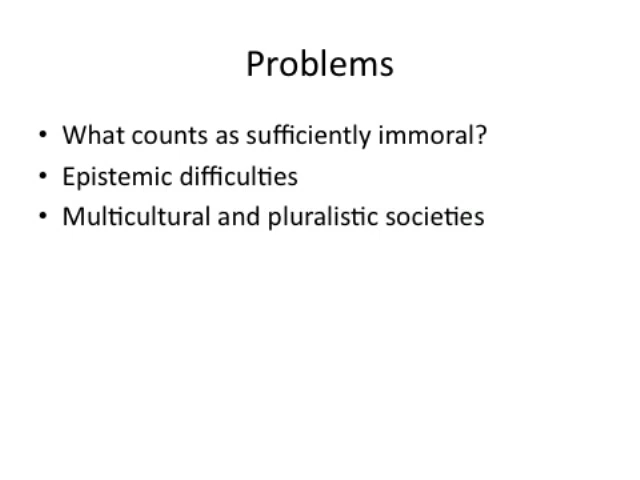 Problems
• What counts as sufficiently immoral?
• Epistemic difficulties
• Multicultural and pluralistic societies